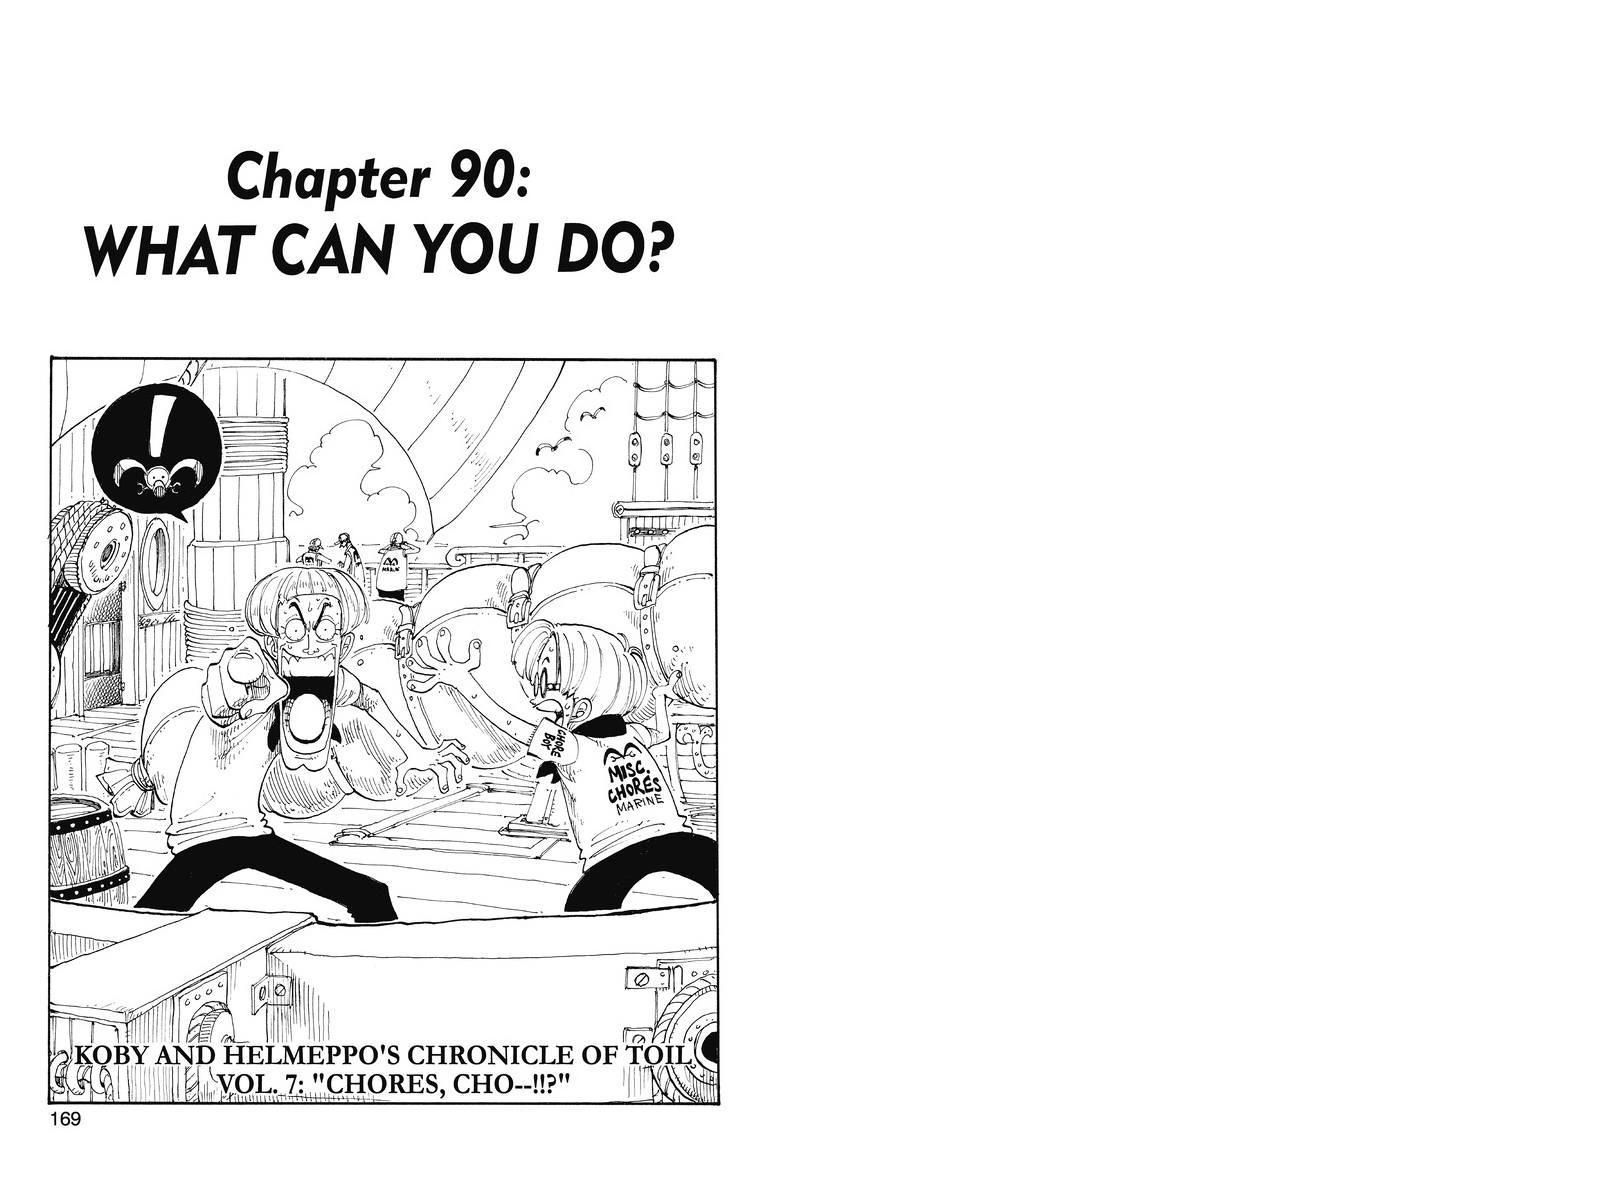 Chapter 90:
WHAT CAN YOU DO?
!
MARINE
CHORE
BOY
MISC.
CHORES
MARINE
KOBY AND HELMEPPO'S CHRONICLE OF TOIL
VOL. 7: "CHORES, CHO--!!?"
169